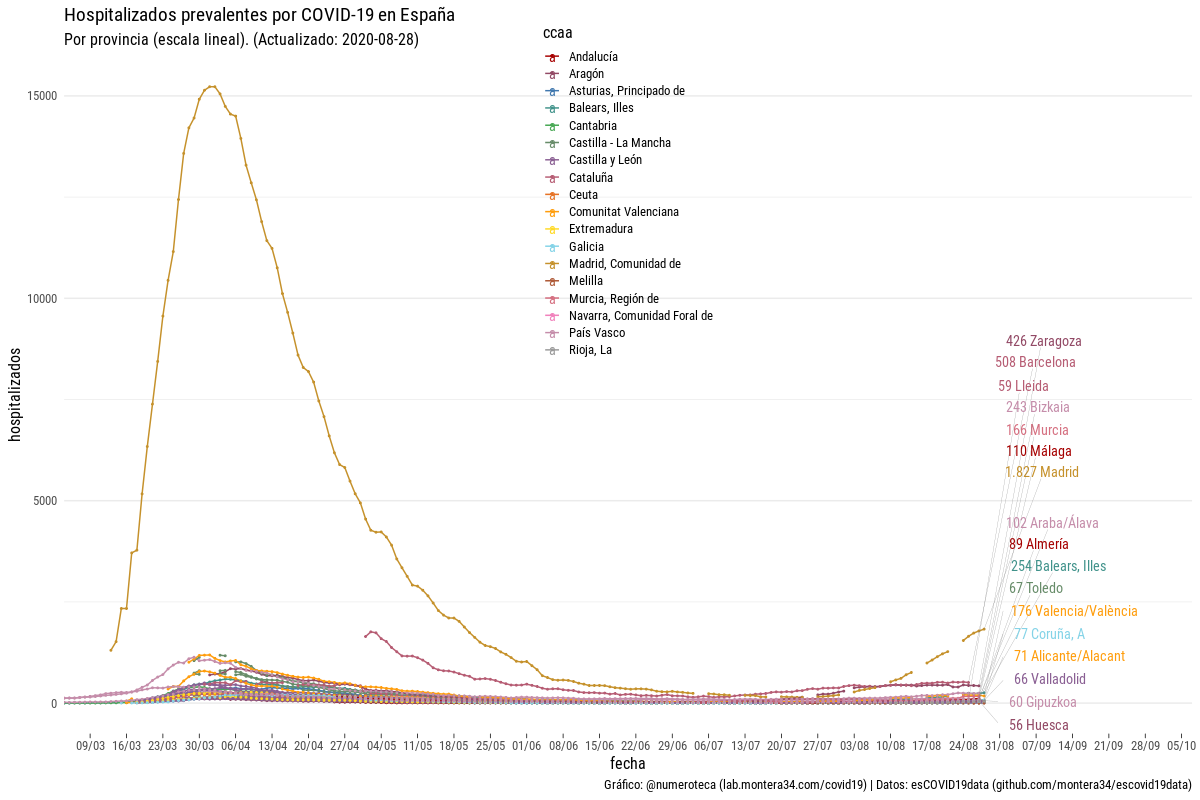 Hospitalizados prevalentes por COVID-19 en España
Por provincia (escala lineal). (Actualizado: 2020-08-28)
ccaa
Andalucía
Aragón
Asturias, Principado de
Balears, Illes
Cantabria
Castilla - La Mancha
Castilla y León
Cataluña
Ceuta
Comunitat Valenciana
Extremadura
Galicia
Madrid, Comunidad de
Melilla
Murcia, Región de
Navarra, Comunidad Foral de
País Vasco
Rioja, La
hospitalizados
15000
10000
5000
0
426 Zaragoza
508 Barcelona
59 Lleida
243 Bizkaia
166 Murcia
110 Málaga
1.827 Madrid
102 Araba/Álava
89 Almería
254 Balears, Illes
67 Toledo
176 Valencia/València
77 Coruña, A
71 Alicante/Alacant
66 Valladolid
60 Gipuzkoa
56 Huesca
09/03 16/03 23/03 30/03 06/04 13/04 20/04 27/04 04/05 11/05 18/05 25/05 01/06 08/06 15/06 22/06 29/06 06/07 13/07 20/07 27/07 03/08 10/08 17/08 24/08 31/08 07/09 14/09 21/09 28/09 05/10
fecha
Gráfico: @numeroteca (lab.montera34.com/covid19) | Datos: esCOVID19data (github.com/montera34/escovid19data)